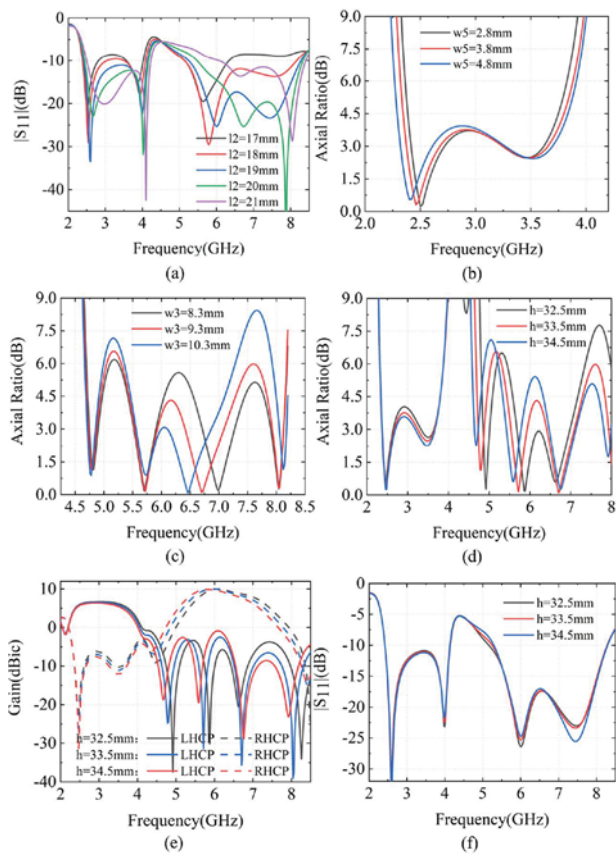 0
-10
-20
-30
-40
|S11|(dB)
l2=17mm
l2=18mm
l2=19mm
l2=20mm
l2=21mm
2 3 4 5 6 7 8
Frequency(GHz)
(a)
9.0
7.5
6.0
4.5
3.0
1.5
0.0
Axial Ratio(dB)
w5=2.8mm
w5=3.8mm
w5=4.8mm
2.0 2.5 3.0 3.5 4.0
Frequency(GHz)
(b)
9.0
7.5
6.0
4.5
3.0
1.5
0.0
Axial Ratio(dB)
w3=8.3mm
w3=9.3mm
w3=10.3mm
4.5 5.0 5.5 6.0 6.5 7.0 7.5 8.0 8.5
Frequency(GHz)
(c)
9.0
7.5
6.0
4.5
3.0
1.5
0.0
Axial Ratio(dB)
h=32.5mm
h=33.5mm
h=34.5mm
2 3 4 5 6 7 8
Frequency(GHz)
(d)
10
0
-10
-20
-30
-40
Gain(dBic)
h=32.5mm: LHCP RHCP
h=33.5mm: LHCP RHCP
h=34.5mm: LHCP RHCP
2 3 4 5 6 7 8
Frequency(GHz)
(e)
0
-5
-10
-15
-20
-25
-30
|S11|(dB)
h=32.5mm
h=33.5mm
h=34.5mm
2 3 4 5 6 7 8
Frequency(GHz)
(f)